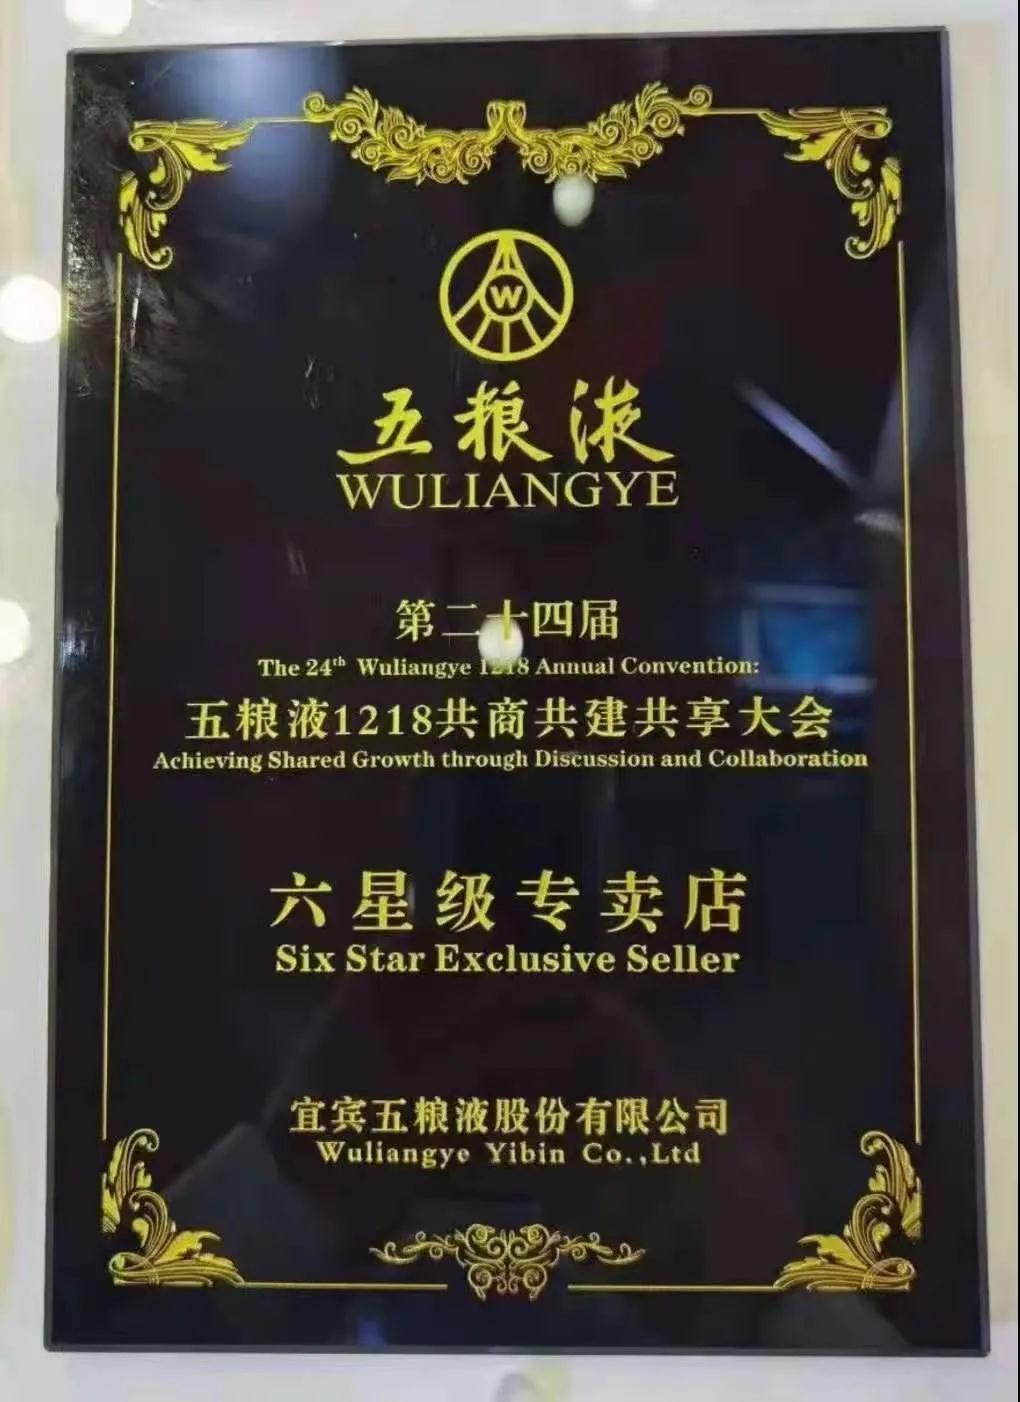 W
五粮液
WULIANGYE
第二十四届
The 24th Wuliangye 1218 Annual Convention:
五粮液1218共商共建共享大会
Achieving Shared Growth through Discussion and Collaboration
六星级专卖店
Six Star Exclusive Seller
宜宾五粮液股份有限公司
Wuliangye Yibin Co.,Ltd